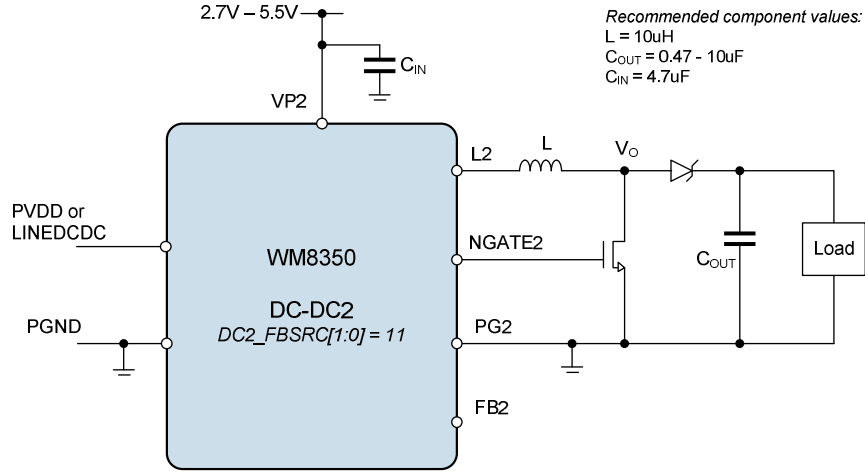 2.7V – 5.5V
Recommended component values:
L = 10uH
COUT = 0.47 - 10uF
CIN = 4.7uF
CIN
VP2
L2
L
VO
PVDD or
LINEDCDC
NGATE2
WM8350
COUT
Load
DC-DC2
DC2_FBSRC[1:0] = 11
PGND
PG2
FB2